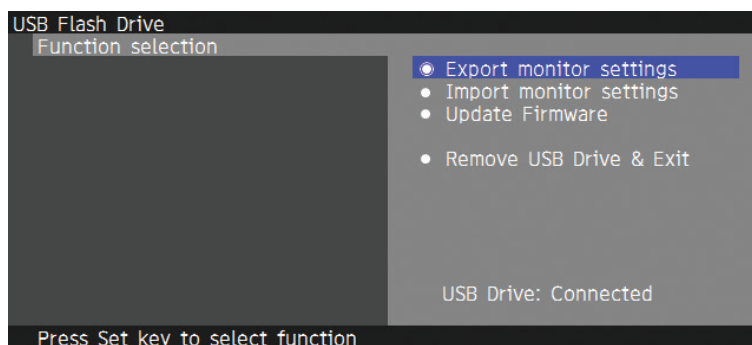 USB Flash Drive
Function selection
Export monitor settings
Import monitor settings
Update Firmware
Remove USB Drive & Exit
USB Drive: Connected
Press Set key to select function